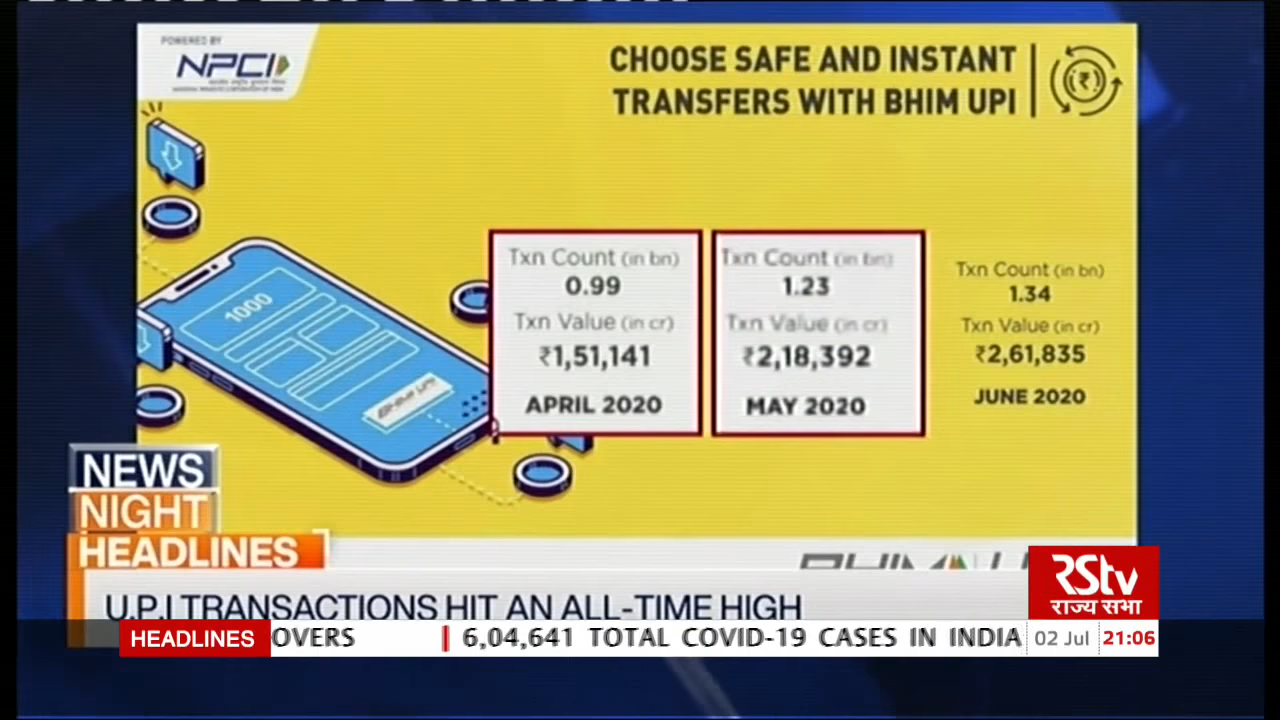 POWERED BY
NPCI
CHOOSE SAFE AND INSTANT
TRANSFERS WITH BHIM UPI
1000
BHIM UPI
Txn Count (in bn)
0.99
Txn Value (in cr)
₹1,51,141
APRIL 2020
Txn Count (in bn)
1.23
Txn Value (in cr)
₹2,18,392
MAY 2020
Txn Count (in bn)
1.34
Txn Value (in cr)
₹2,61,835
JUNE 2020
NEWS
NIGHT
HEADLINES
U.P.I TRANSACTIONS HIT AN ALL-TIME HIGH
RStv
राज्य सभा
HEADLINES OVERS | 6,04,641 TOTAL COVID-19 CASES IN INDIA 02 Jul 21:06